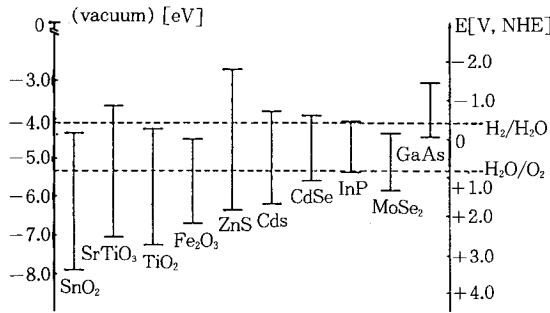 (vacuum) [eV]
E[V, NHE]
0
−3.0
−4.0
−5.0
−6.0
−7.0
−8.0
SnO₂
SrTiO₃
TiO₂
Fe₂O₃
ZnS
Cds
CdSe
InP
MoSe₂
GaAs
−2.0
−1.0
H₂/H₂O
0
H₂O/O₂
+1.0
+2.0
+3.0
+4.0